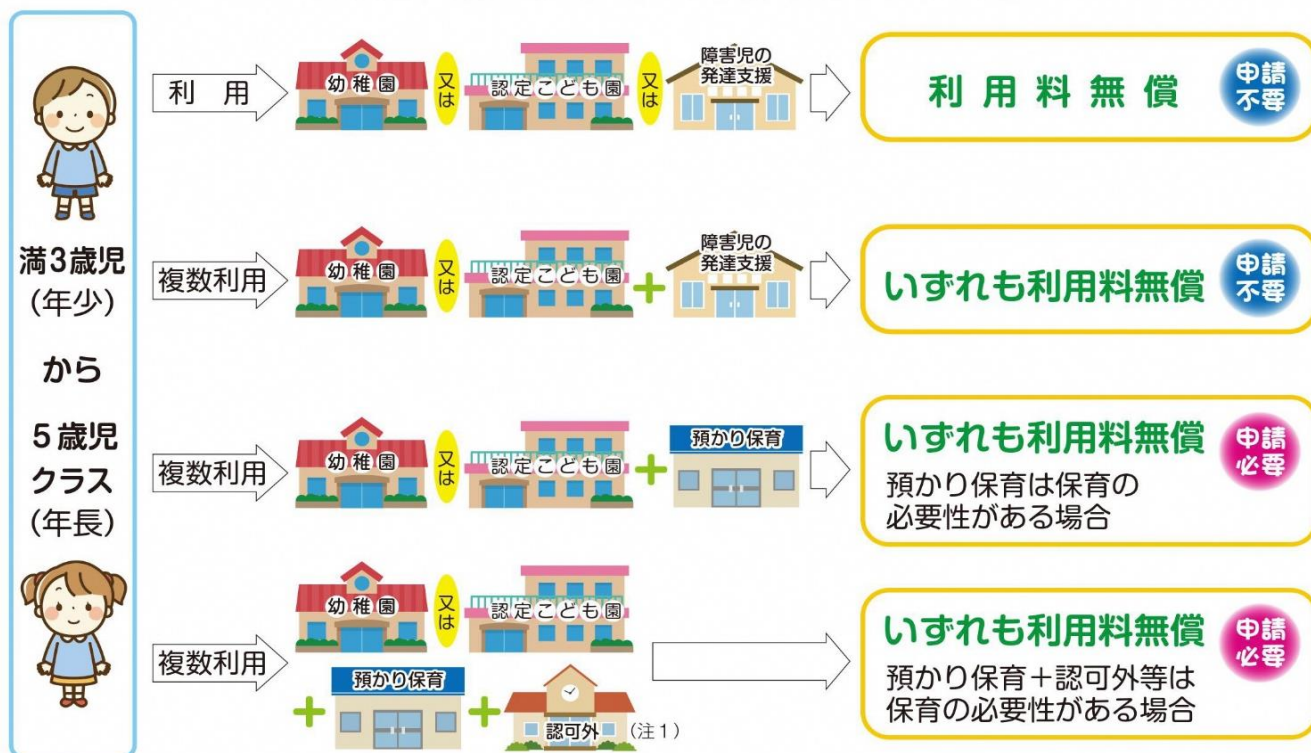 満3歳児
（年少）
から
５歳児
クラス
（年長）
利　用
幼稚園
又は
認定こども園
又は
障害児の
発達支援
利用料無償
申請
不要
複数利用
幼稚園
又は
認定こども園
＋
障害児の
発達支援
いずれも利用料無償
申請
不要
複数利用
幼稚園
又は
認定こども園
＋
預かり保育
いずれも利用料無償
申請
必要
預かり保育は保育の
必要性がある場合
複数利用
幼稚園
又は
認定こども園
＋
預かり保育
＋
認可外
（注１）
いずれも利用料無償
申請
必要
預かり保育＋認可外等は
保育の必要性がある場合